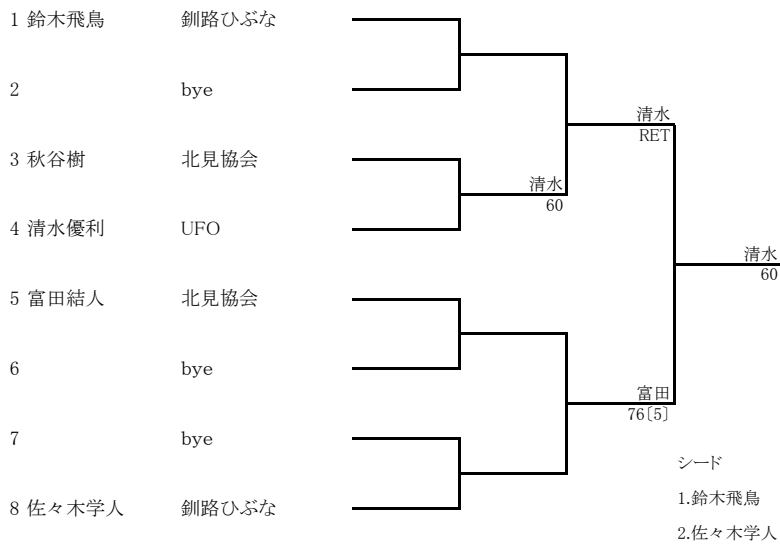 1 鈴木飛鳥 釧路ひぶな
2 bye
清水
RET
3 秋谷樹 北見協会
清水
60
4 清水優利 UFO
清水
60
5 富田結人 北見協会
6 bye
富田
76〔5〕
7 bye
シード
1.鈴木飛鳥
8 佐々木学人 釧路ひぶな
2.佐々木学人